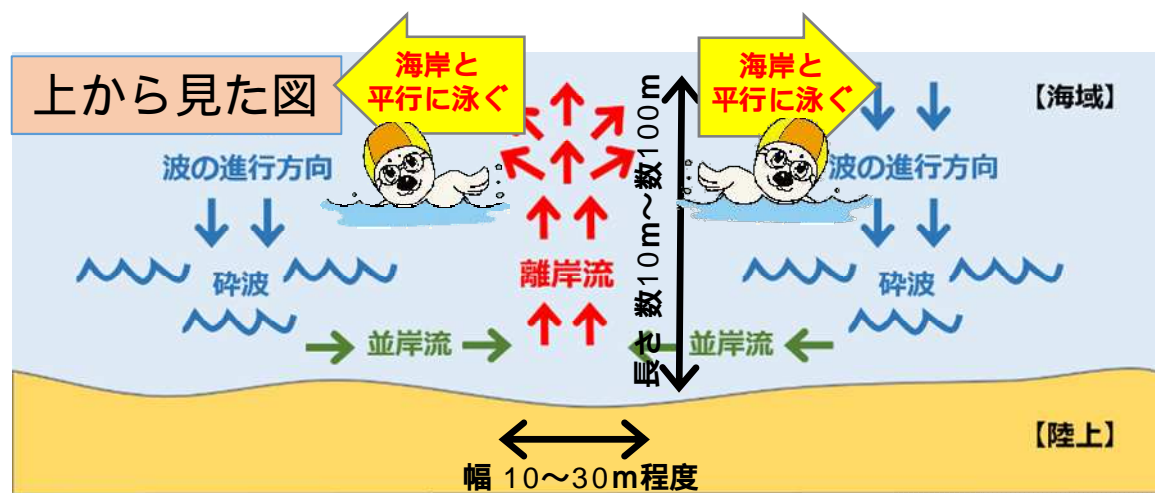 上から見た図
海岸と
平行に泳ぐ
海岸と
平行に泳ぐ
【海域】
波の進行方向
波の進行方向
長さ 数10m～数100m
砕波
離岸流
砕波
並岸流
並岸流
【陸上】
幅 10～30m程度